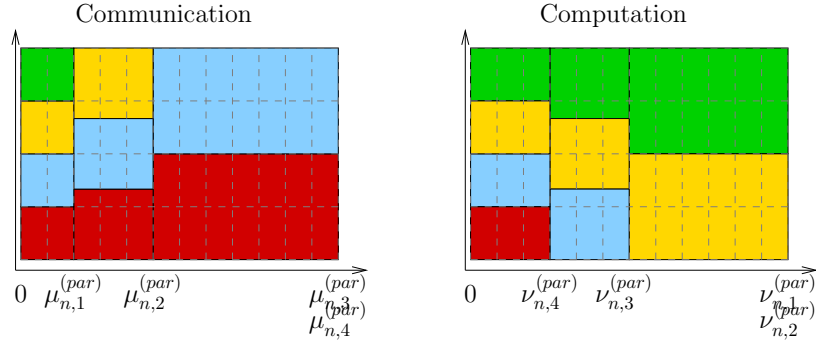 Communication
Computation
0 μ_{n,1}^{(par)} μ_{n,2}^{(par)} μ_{n,3}^{(par)}
μ_{n,4}^{(par)}
0 ν_{n,4}^{(par)} ν_{n,3}^{(par)} ν_{n,1}^{(par)}
ν_{n,2}^{(par)}